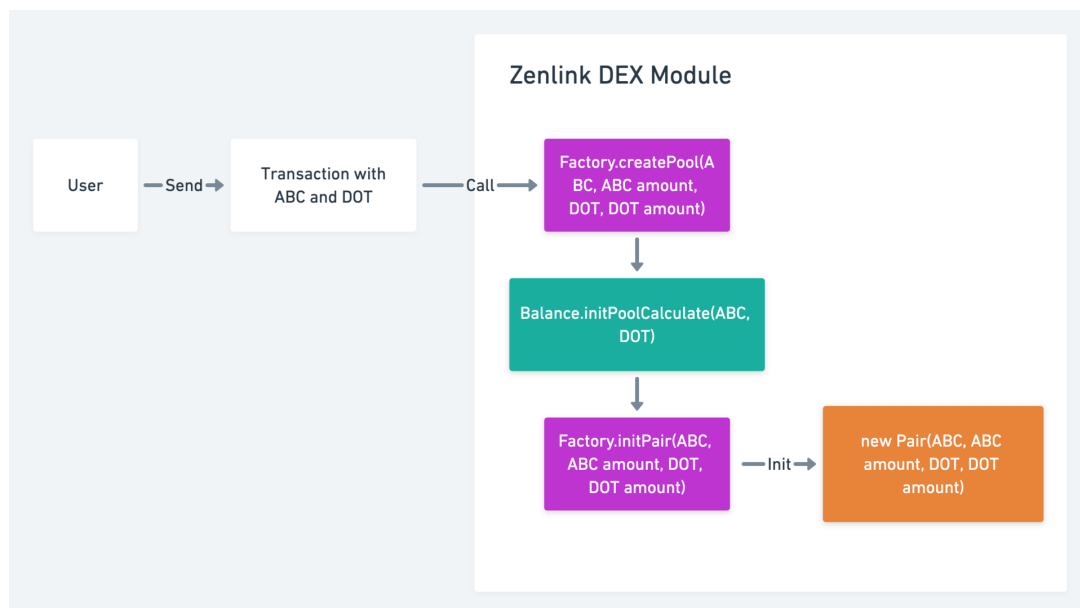 Zenlink DEX Module
User
Send
Transaction with
ABC and DOT
Call
Factory.createPool(A
BC, ABC amount,
DOT, DOT amount)
Balance.initPoolCalculate(ABC,
DOT)
Factory.initPair(ABC,
ABC amount, DOT,
DOT amount)
Init
new Pair(ABC, ABC
amount, DOT, DOT
amount)